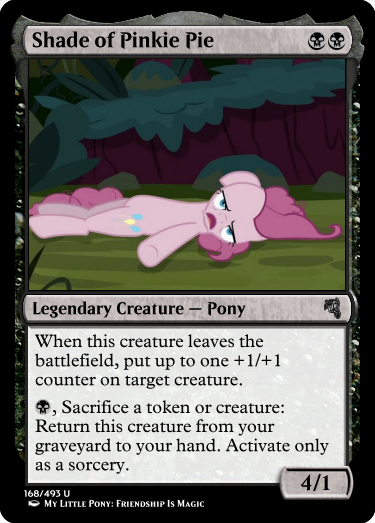 Shade of Pinkie Pie
Legendary Creature — Pony
When this creature leaves the
battlefield, put up to one +1/+1
counter on target creature.
, Sacrifice a token or creature:
Return this creature from your
graveyard to your hand. Activate only
as a sorcery.
4/1
168/493 U
My Little Pony: Friendship Is Magic